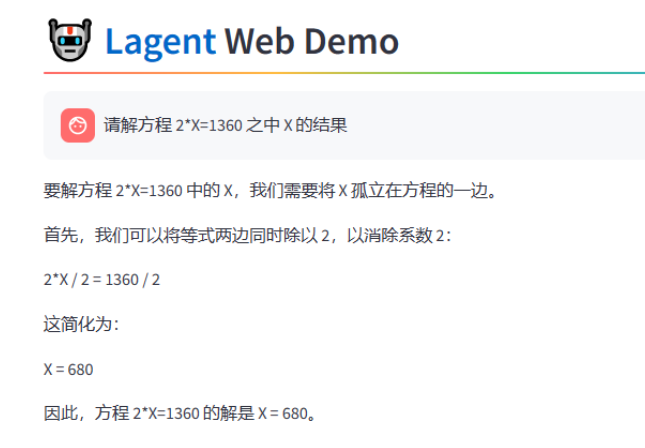 Lagent Web Demo
请解方程 2*X=1360 之中 X 的结果
要解方程 2*X=1360 中的 X，我们需要将 X 孤立在方程的一边。
首先，我们可以将等式两边同时除以 2，以消除系数 2：
2*X / 2 = 1360 / 2
这简化为：
X = 680
因此，方程 2*X=1360 的解是 X = 680。